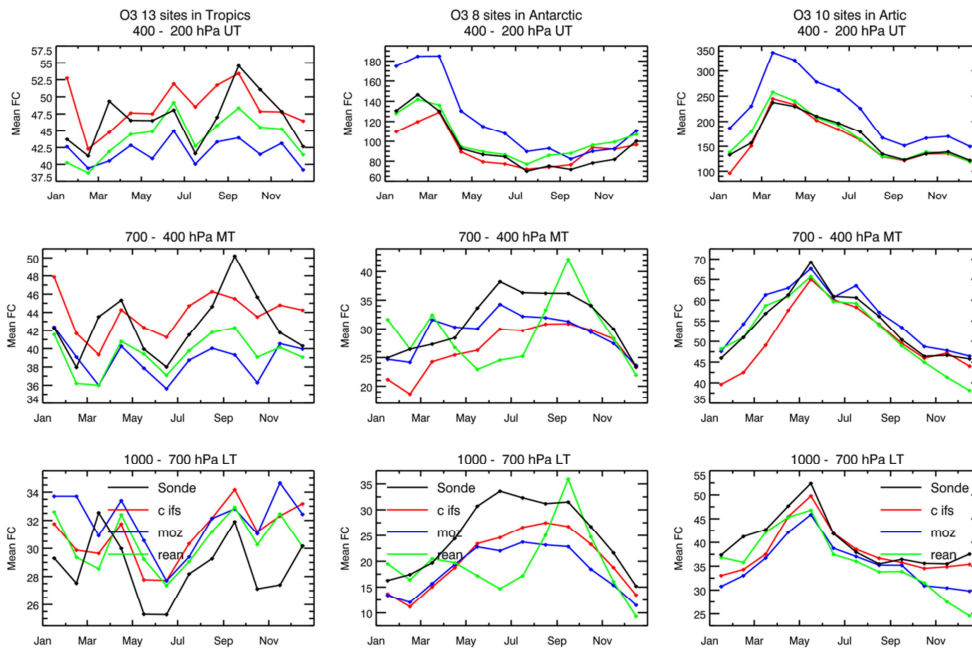 O3 13 sites in Tropics
400 - 200 hPa UT
Mean FC
57.5
55
52.5
50
47.5
45
42.5
40
37.5
Jan Mar May Jul Sep Nov
O3 8 sites in Antarctic
400 - 200 hPa UT
Mean FC
180
160
140
120
100
80
60
Jan Mar May Jul Sep Nov
O3 10 sites in Artic
400 - 200 hPa UT
Mean FC
350
300
250
200
150
100
Jan Mar May Jul Sep Nov
700 - 400 hPa MT
Mean FC
50
48
46
44
42
40
38
36
34
Jan Mar May Jul Sep Nov
700 - 400 hPa MT
Mean FC
40
35
30
25
20
Jan Mar May Jul Sep Nov
700 - 400 hPa MT
Mean FC
70
65
60
55
50
45
40
35
Jan Mar May Jul Sep Nov
1000 - 700 hPa LT
Mean FC
34
32
30
28
26
Sonde
c ifs
moz
rean
Jan Mar May Jul Sep Nov
1000 - 700 hPa LT
Mean FC
35
30
25
20
15
10
Sonde
c ifs
moz
rean
Jan Mar May Jul Sep Nov
1000 - 700 hPa LT
Mean FC
55
50
45
40
35
30
25
Sonde
c ifs
moz
rean
Jan Mar May Jul Sep Nov